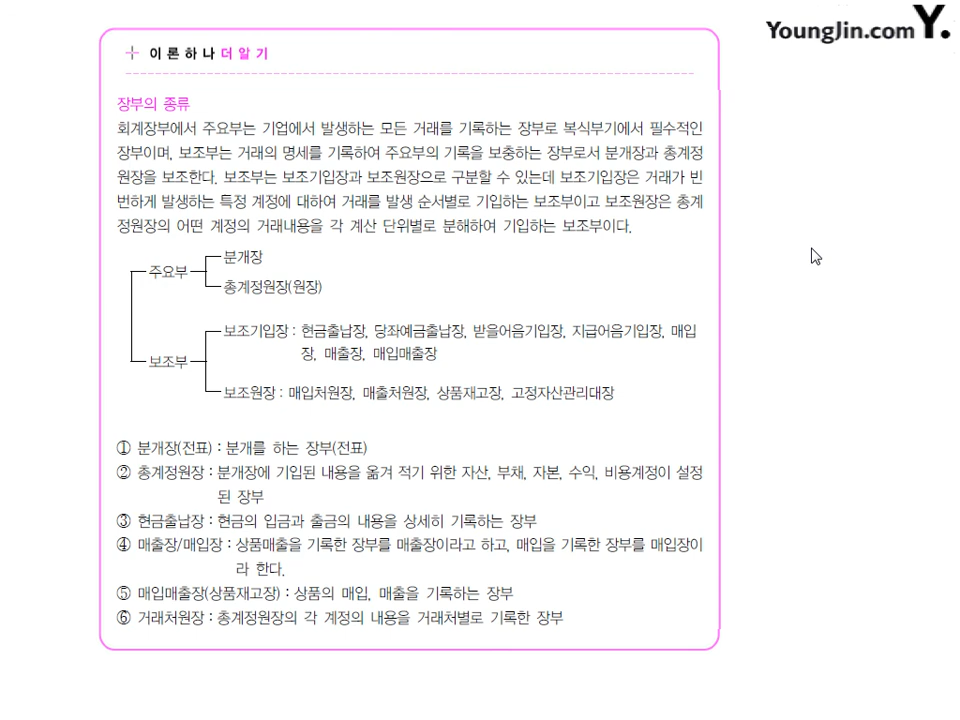 YoungJin.com Y.
이론하나 더알기
장부의 종류
회계장부에서 주요부는 기업에서 발생하는 모든 거래를 기록하는 장부로 복식부기에서 필수적인
장부이며, 보조부는 거래의 명세를 기록하여 주요부의 기록을 보충하는 장부로서 분개장과 총계정
원장을 보조한다. 보조부는 보조기입장과 보조원장으로 구분할 수 있는데 보조기입장은 거래가 빈
번하게 발생하는 특정 계정에 대하여 거래를 발생 순서별로 기입하는 보조부이고 보조원장은 총계
정원장의 어떤 계정의 거래내용을 각 계산 단위별로 분해하여 기입하는 보조부이다.
분개장
주요부
총계정원장(원장)
보조기입장 : 현금출납장, 당좌예금출납장, 받을어음기입장, 지급어음기입장, 매입
장, 매출장, 매입매출장
보조부
보조원장 : 매입처원장, 매출처원장, 상품재고장, 고정자산관리대장
① 분개장(전표) : 분개를 하는 장부(전표)
② 총계정원장 : 분개장에 기입된 내용을 옮겨 적기 위한 자산, 부채, 자본, 수익, 비용계정이 설정
된 장부
③ 현금출납장 : 현금의 입금과 출금의 내용을 상세히 기록하는 장부
④ 매출장/매입장 : 상품매출을 기록한 장부를 매출장이라고 하고, 매입을 기록한 장부를 매입장이
라 한다.
⑤ 매입매출장(상품재고장) : 상품의 매입, 매출을 기록하는 장부
⑥ 거래처원장 : 총계정원장의 각 계정의 내용을 거래처별로 기록한 장부